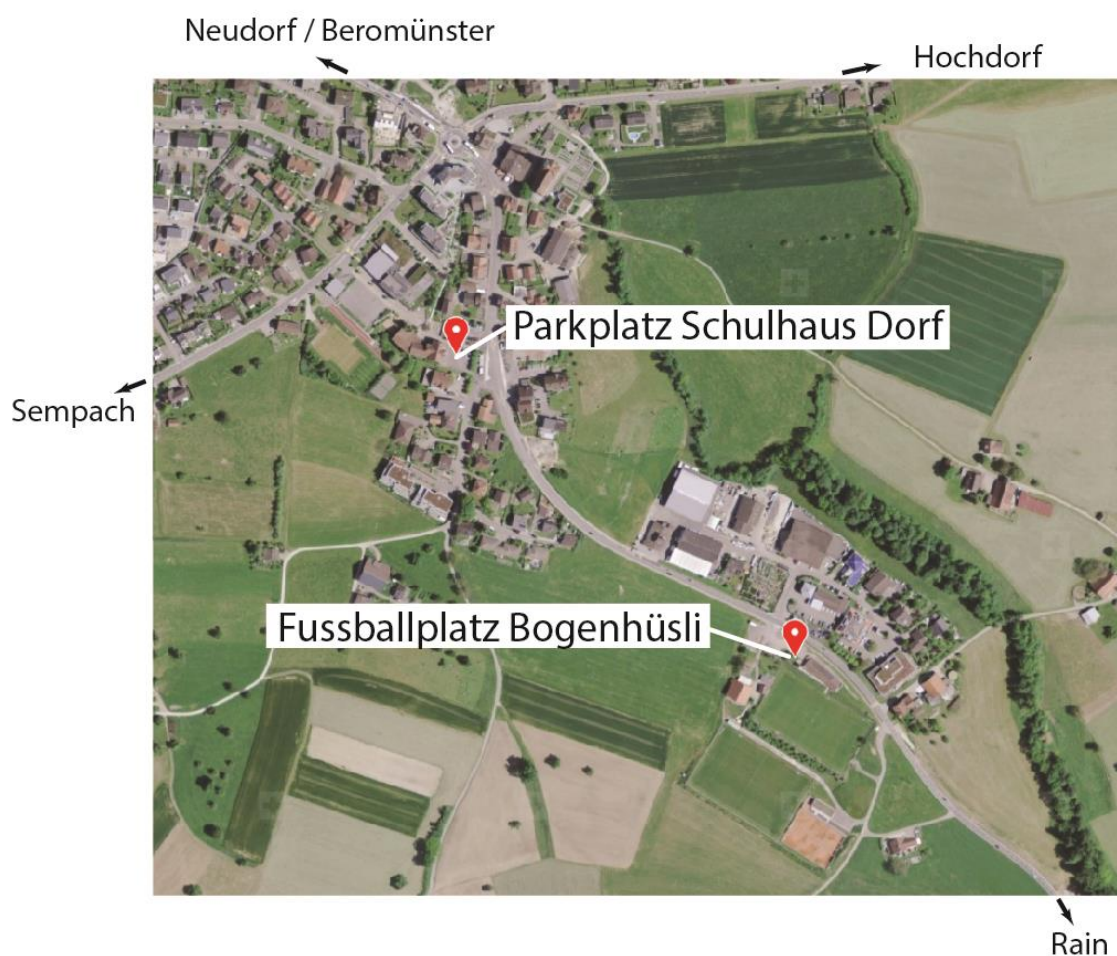 Neudorf / Beromünster
Hochdorf
Parkplatz Schulhaus Dorf
Sempach
Fussballplatz Bogenhüsli
Rain